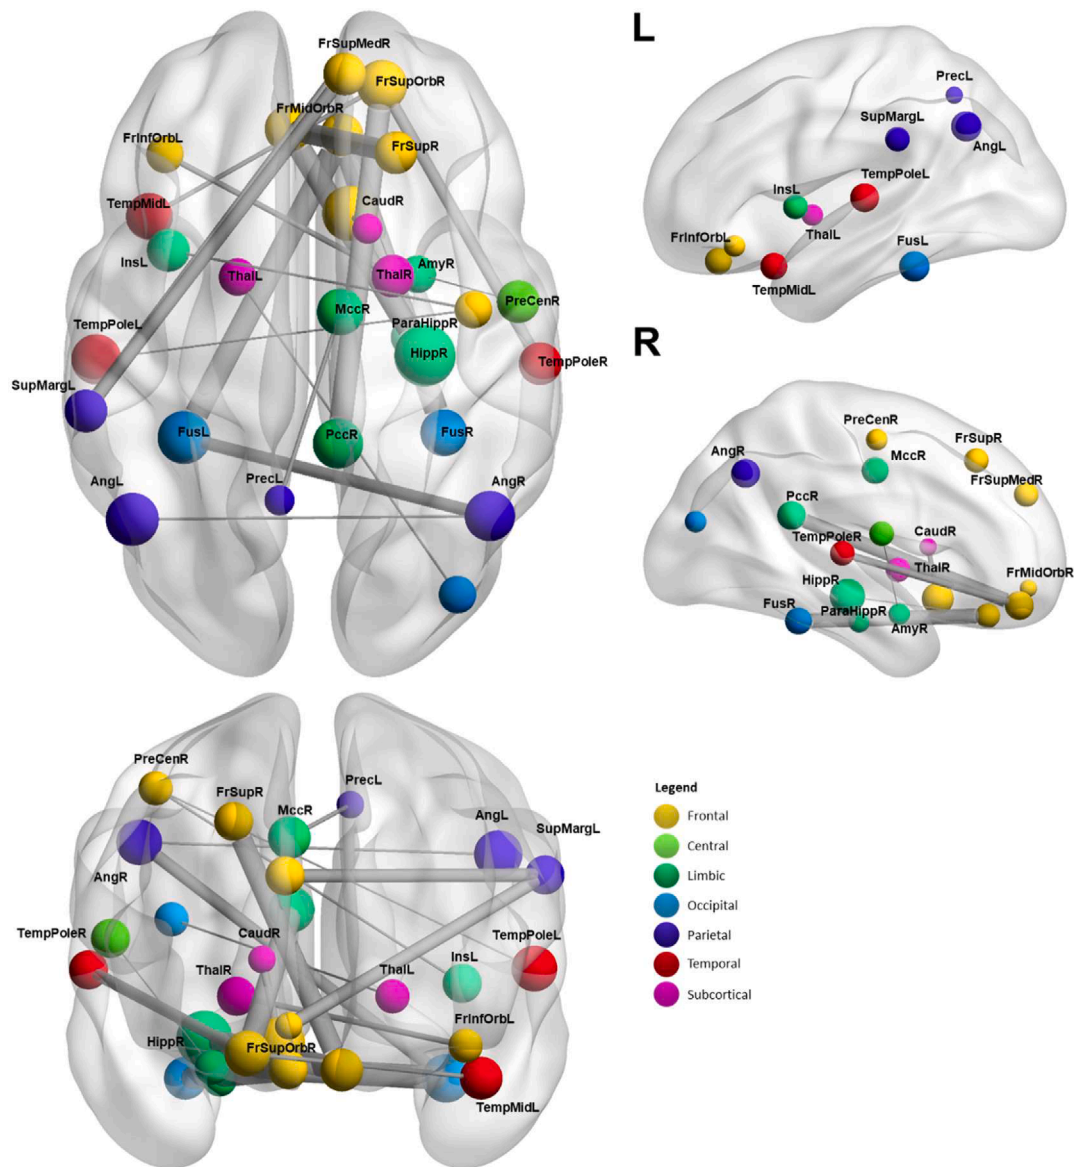 L
R
FrSupMedR
FrSupOrbR
FrMidOrbR
FrInfOrbL
FrSupR
TempMidL
CaudR
InsL
ThalL
ThalR
AmyR
PreCenR
MccR
TempPoleL
ParaHippR
HippR
TempPoleR
SupMargL
FusL
PccR
FusR
AngL
PrecL
AngR
PrecL
SupMargL
AngL
TempPoleL
InsL
ThalL
FrInfOrbL
FusL
TempMidL
PreCenR
FrSupR
AngR
MccR
FrSupMedR
PccR
CaudR
TempPoleR
ThalR
FrMidOrbR
HippR
FusR
ParaHippR
AmyR
PreCenR
PrecL
FrSupR
MccR
AngL
SupMargL
AngR
TempPoleR
CaudR
TempPoleL
ThalR
ThalL
InsL
FrInfOrbL
HippR
FrSupOrbR
TempMidL
Legend
Frontal
Central
Limbic
Occipital
Parietal
Temporal
Subcortical